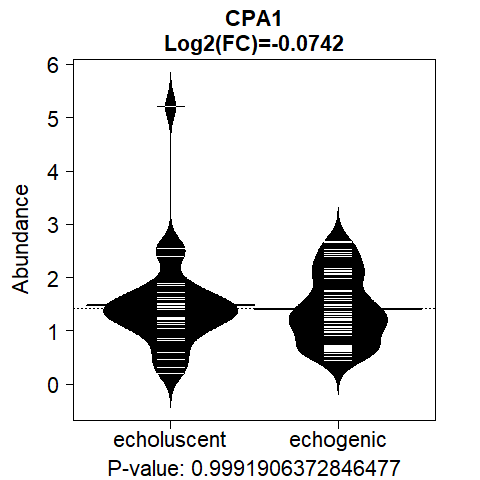 CPA1
Log2(FC)=-0.0742
Abundance
6
5
4
3
2
1
0
echoluscent echogenic
P-value: 0.9991906372846477